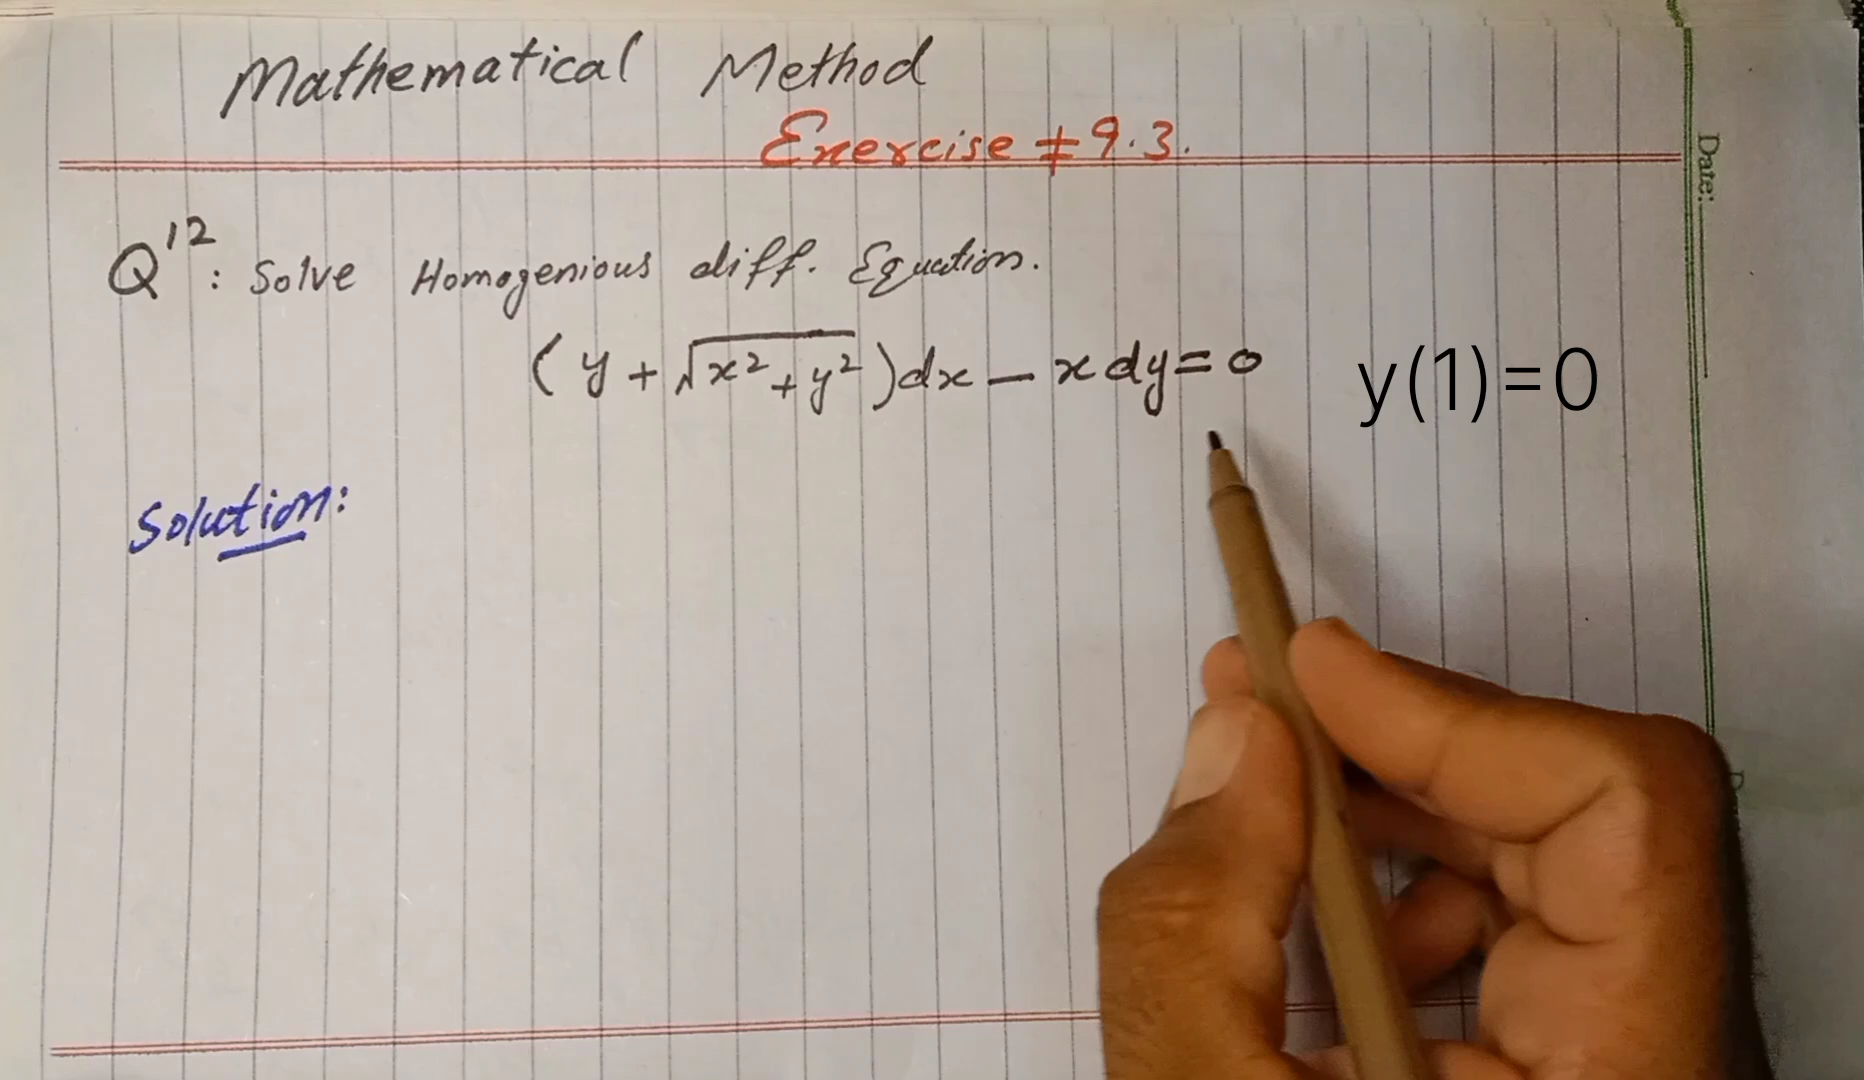 Mathematical Method
Exercise # 9.3.
Date:
Q12: Solve Homogenious diff. Equation.
(y + √x² + y²)dx − x dy = 0 y(1)=0
Solution: